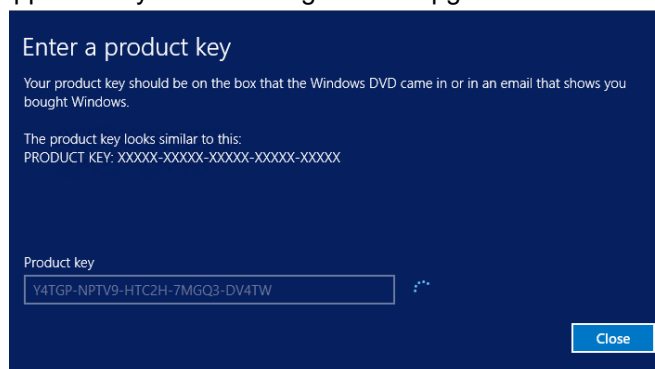 Enter a product key
Your product key should be on the box that the Windows DVD came in or in an email that shows you
bought Windows.
The product key looks similar to this:
PRODUCT KEY: XXXXX-XXXXX-XXXXX-XXXXX-XXXXX
Product key
Y4TGP-NPTV9-HTC2H-7MGQ3-DV4TW
Close